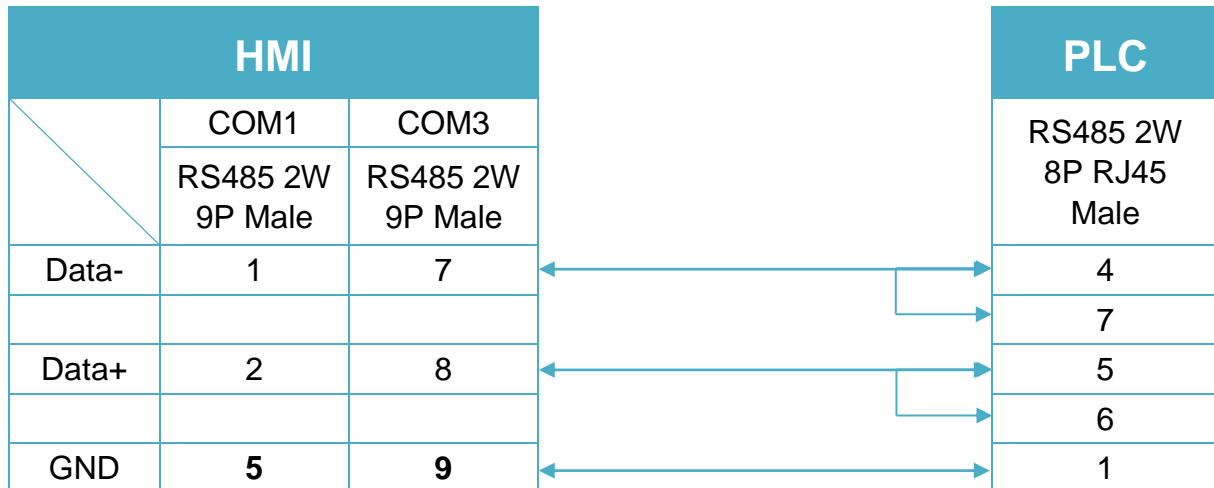 HMI
PLC
COM1 COM3
RS485 2W
9P Male
RS485 2W
9P Male
RS485 2W
8P RJ45
Male
Data- 1 7 4
7
Data+ 2 8 5
6
GND 5 9 1